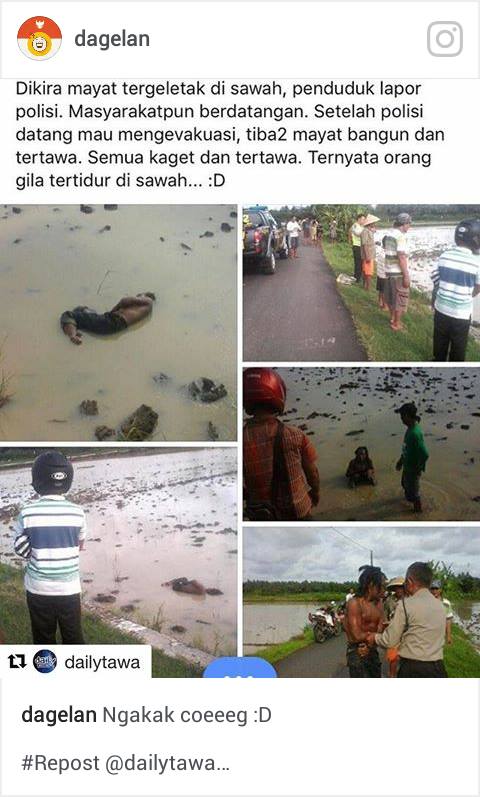 dagelan
Dikira mayat tergeletak di sawah, penduduk lapor
polisi. Masyarakatpun berdatangan. Setelah polisi
datang mau mengevakuasi, tiba2 mayat bangun dan
tertawa. Semua kaget dan tertawa. Ternyata orang
gila tertidur di sawah... :D
dailytawa
dagelan Ngakak coeeeg :D
#Repost @dailytawa...